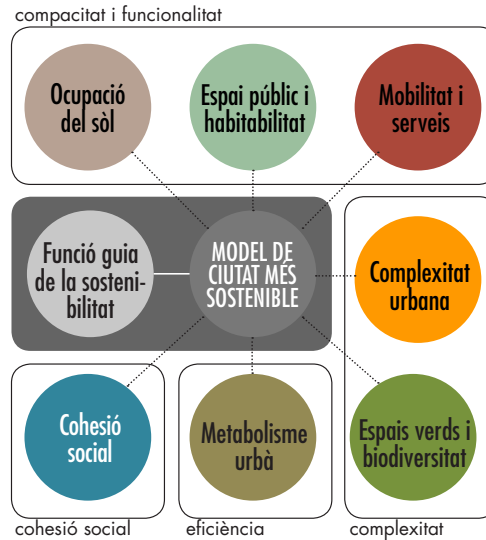 compacitat i funcionalitat
Ocupació
del sòl
Espai públic i
habitabilitat
Mobilitat i
serveis
Funció guia
de la sosteni-
bilitat
MODEL DE
CIUTAT MÉS
SOSTENIBLE
Complexitat
urbana
Cohesió
social
Metabolisme
urbà
Espais verds i
biodiversitat
cohesió social
eficiència
complexitat